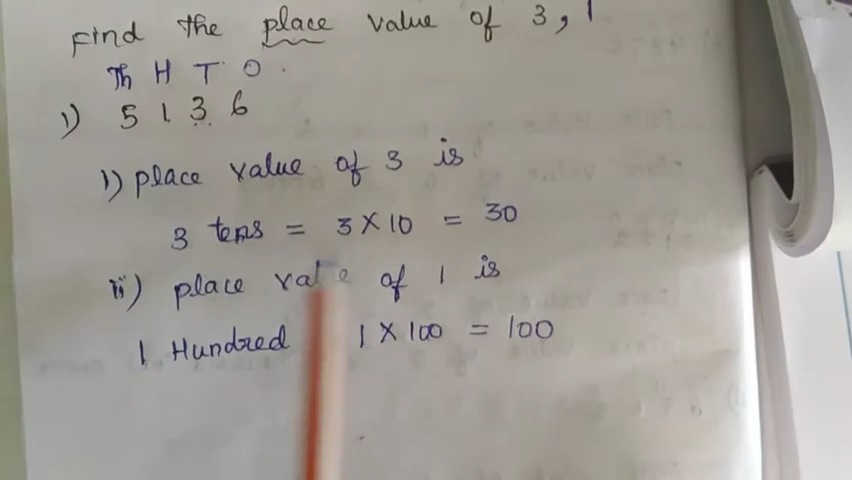 Find the place value of 3, 1
Th H T O.
1) 5 1 3 6
i) place value of 3 is
3 tens = 3 × 10 = 30
ii) place value of 1 is
1 Hundred 1 × 100 = 100